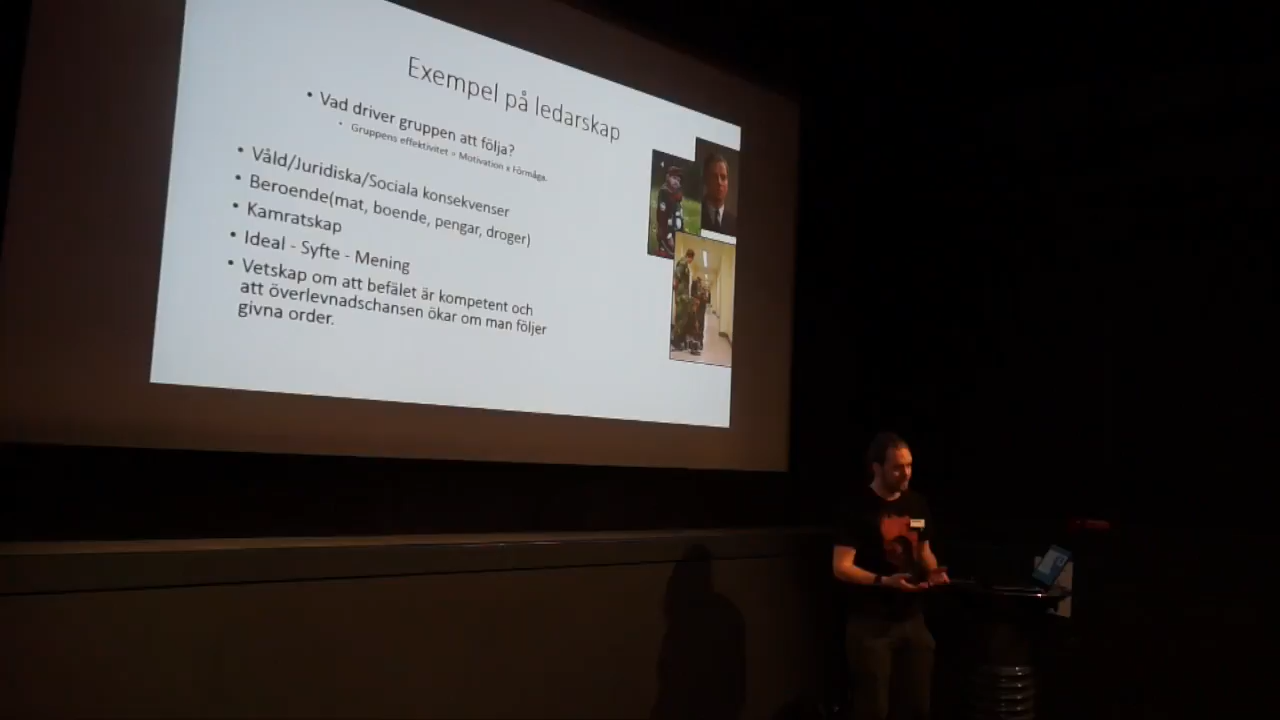 Exempel på ledarskap
• Vad driver gruppen att följa?
• Gruppens effektivitet = Motivation x Förmåga.
• Våld/Juridiska/Sociala konsekvenser
• Beroende(mat, boende, pengar, droger)
• Kamratskap
• Ideal - Syfte - Mening
• Vetskap om att befälet är kompetent och
att överlevnadschansen ökar om man följer
givna order.